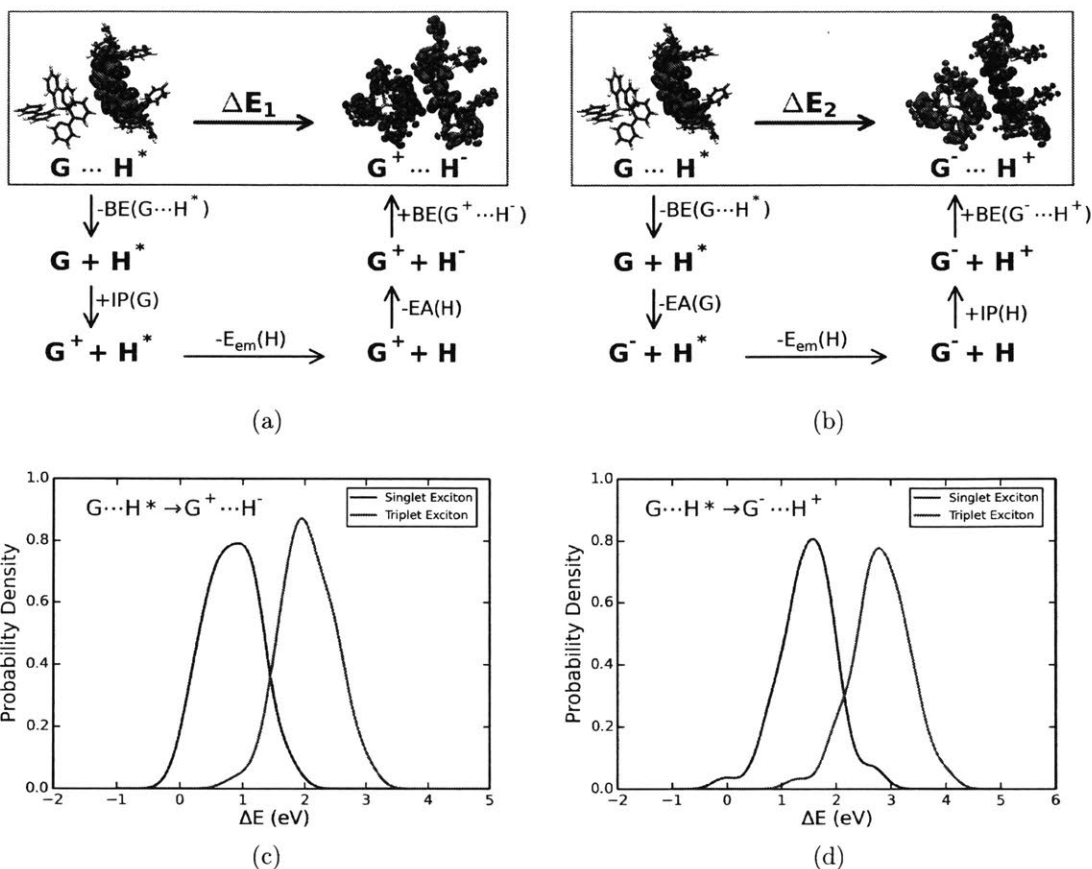 ΔE₁
G ··· H* G⁺ ··· H⁻
-BE(G···H*) +BE(G⁺···H⁻)
G + H* G⁺ + H⁻
+IP(G) -EA(H)
G⁺ + H* -E_em(H) G⁺ + H
(a)
ΔE₂
G ··· H* G⁻ ··· H⁺
-BE(G···H*) +BE(G⁻···H⁺)
G + H* G⁻ + H⁺
-EA(G) +IP(H)
G⁻ + H* -E_em(H) G⁻ + H
(b)
G···H* → G⁺···H⁻
Singlet Exciton
Triplet Exciton
Probability Density
1.0
0.8
0.6
0.4
0.2
0.0
−2 −1 0 1 2 3 4 5
ΔE (eV)
(c)
G···H* → G⁻···H⁺
Singlet Exciton
Triplet Exciton
Probability Density
1.0
0.8
0.6
0.4
0.2
0.0
−2 −1 0 1 2 3 4 5 6
ΔE (eV)
(d)